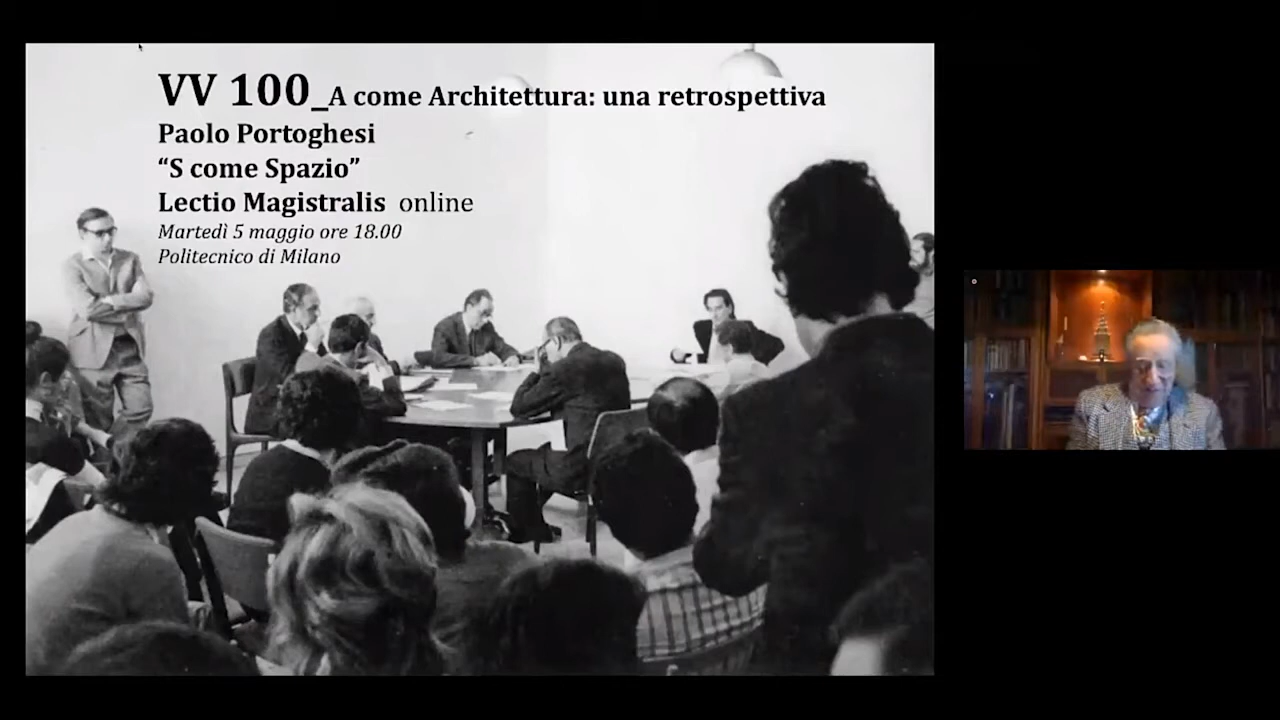 VV 100_A come Architettura: una retrospettiva
Paolo Portoghesi
“S come Spazio”
Lectio Magistralis online
Martedì 5 maggio ore 18.00
Politecnico di Milano